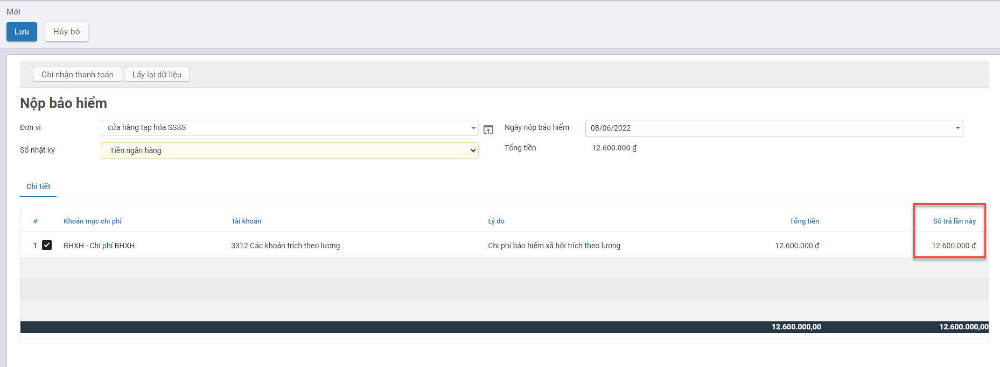 Mới
Lưu Hủy bỏ
Ghi nhận thanh toán Lấy lại dữ liệu
Nộp bảo hiểm
Đơn vị cửa hàng tạp hóa SSSS Ngày nộp bảo hiểm 08/06/2022
Sổ nhật ký Tiền ngân hàng Tổng tiền 12.600.000 ₫
Chi tiết
# Khoản mục chi phí Tài khoản Lý do Tổng tiền Số trả lần này
1 BHXH - Chi phí BHXH 3312 Các khoản trích theo lương Chi phí bảo hiểm xã hội trích theo lương 12.600.000 ₫ 12.600.000 ₫
12.600.000,00 12.600.000,00